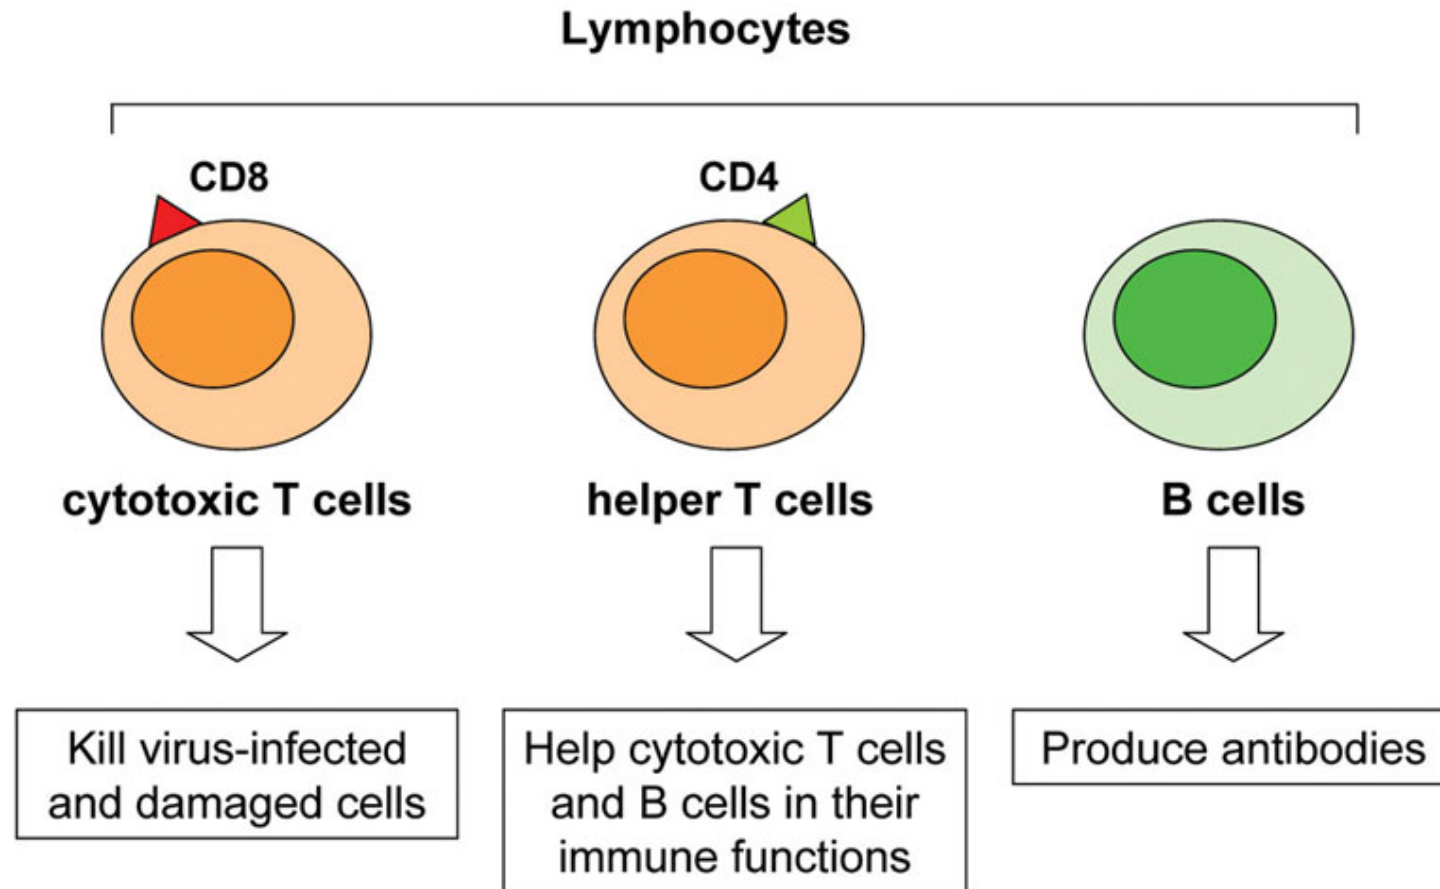 Lymphocytes
CD8
CD4
cytotoxic T cells
helper T cells
B cells
Kill virus-infected
and damaged cells
Help cytotoxic T cells
and B cells in their
immune functions
Produce antibodies